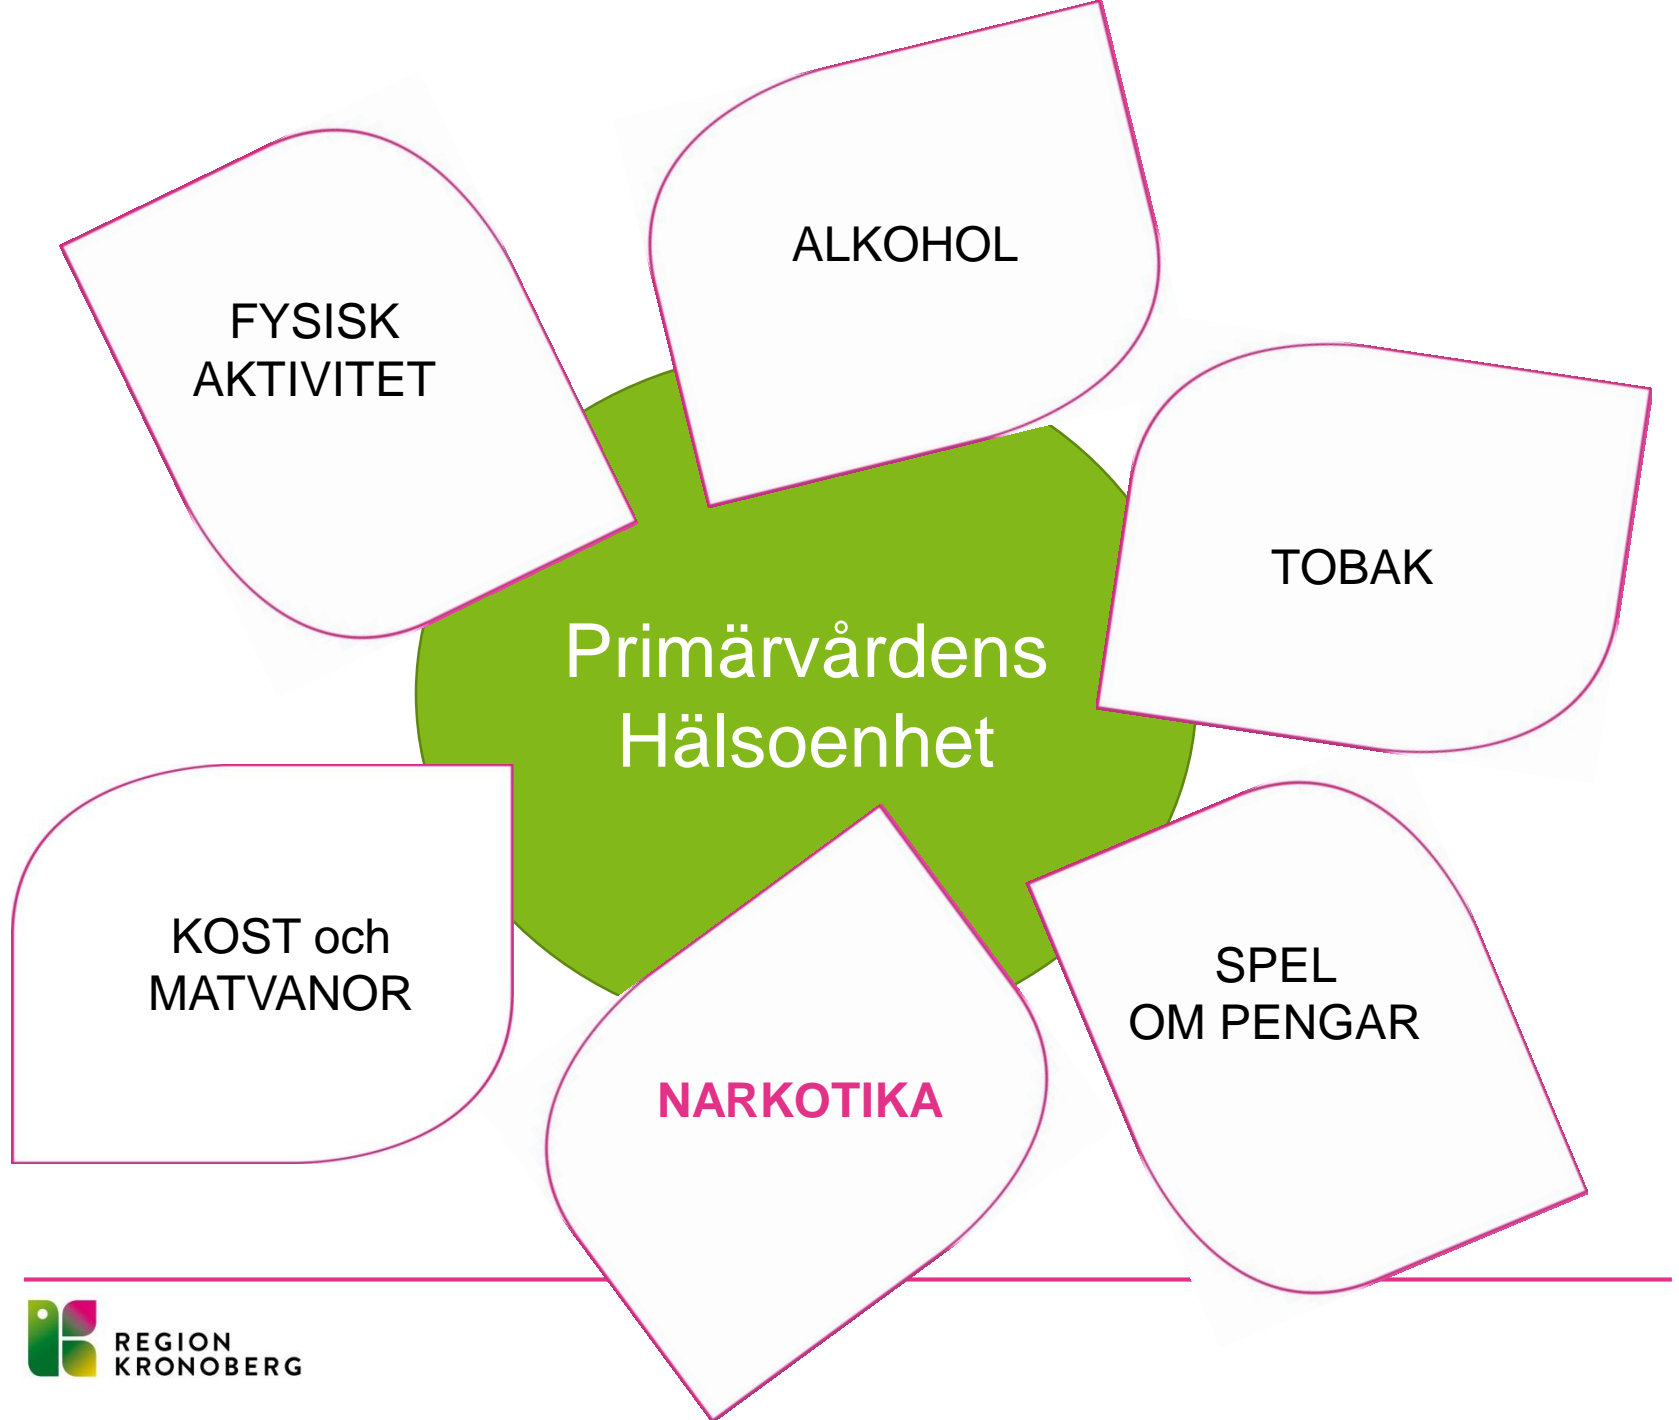 ALKOHOL
FYSISK
AKTIVITET
TOBAK
Primärvårdens
Hälsoenhet
KOST och
MATVANOR
SPEL
OM PENGAR
NARKOTIKA
REGION
KRONOBERG